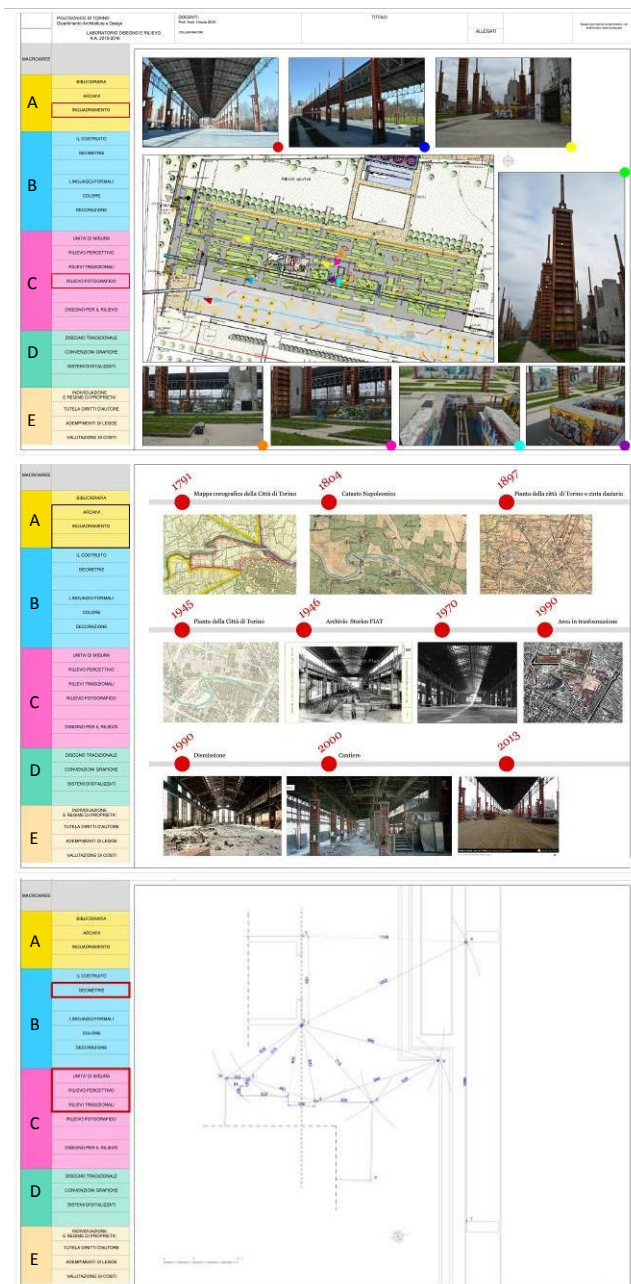 POLITECNICO DI TORINO
Dipartimento Architettura e Design
LABORATORIO DISEGNO E RILIEVO
A.A. 2015-2016
DOCENTI
TITOLO
ALLEGATI
MACROAREE
A
BIBLIOGRAFIA
ARCHIVI
INQUADRAMENTO
B
IL COSTRUITO
GEOMETRIE
LINGUAGGI FORMALI
COLORE
DECORAZIONE
C
UNITA' DI MISURA
RILIEVO PERCETTIVO
RILIEVI TRADIZIONALI
RILIEVO FOTOGRAFICO
DISEGNO PER IL RILIEVO
D
DISEGNO TRADIZIONALE
CONVENZIONI GRAFICHE
SISTEMI DIGITALIZZATI
E
INDIVIDUAZIONE
E REGIME DI PROPRIETA'
TUTELA DIRITTI D'AUTORE
ADEMPIMENTI DI LEGGE
VALUTAZIONE DI COSTI
MACROAREE
A
BIBLIOGRAFIA
ARCHIVI
INQUADRAMENTO
B
IL COSTRUITO
GEOMETRIE
LINGUAGGI FORMALI
COLORE
DECORAZIONE
C
UNITA' DI MISURA
RILIEVO PERCETTIVO
RILIEVI TRADIZIONALI
RILIEVO FOTOGRAFICO
DISEGNO PER IL RILIEVO
D
DISEGNO TRADIZIONALE
CONVENZIONI GRAFICHE
SISTEMI DIGITALIZZATI
E
INDIVIDUAZIONE
E REGIME DI PROPRIETA'
TUTELA DIRITTI D'AUTORE
ADEMPIMENTI DI LEGGE
VALUTAZIONE DI COSTI
1791
Mappa corografica della Città di Torino
1804
Catasto Napoleonico
1897
Pianta della città di Torino e cinta daziaria
1945
Pianta della Città di Torino
1946
Archivio Storico FIAT
1970
1990
Area in trasformazione
1990
Dismissione
2000
Cantiere
2013
MACROAREE
A
BIBLIOGRAFIA
ARCHIVI
INQUADRAMENTO
B
IL COSTRUITO
GEOMETRIE
LINGUAGGI FORMALI
COLORE
DECORAZIONE
C
UNITA' DI MISURA
RILIEVO PERCETTIVO
RILIEVI TRADIZIONALI
RILIEVO FOTOGRAFICO
DISEGNO PER IL RILIEVO
D
DISEGNO TRADIZIONALE
CONVENZIONI GRAFICHE
SISTEMI DIGITALIZZATI
E
INDIVIDUAZIONE
E REGIME DI PROPRIETA'
TUTELA DIRITTI D'AUTORE
ADEMPIMENTI DI LEGGE
VALUTAZIONE DI COSTI